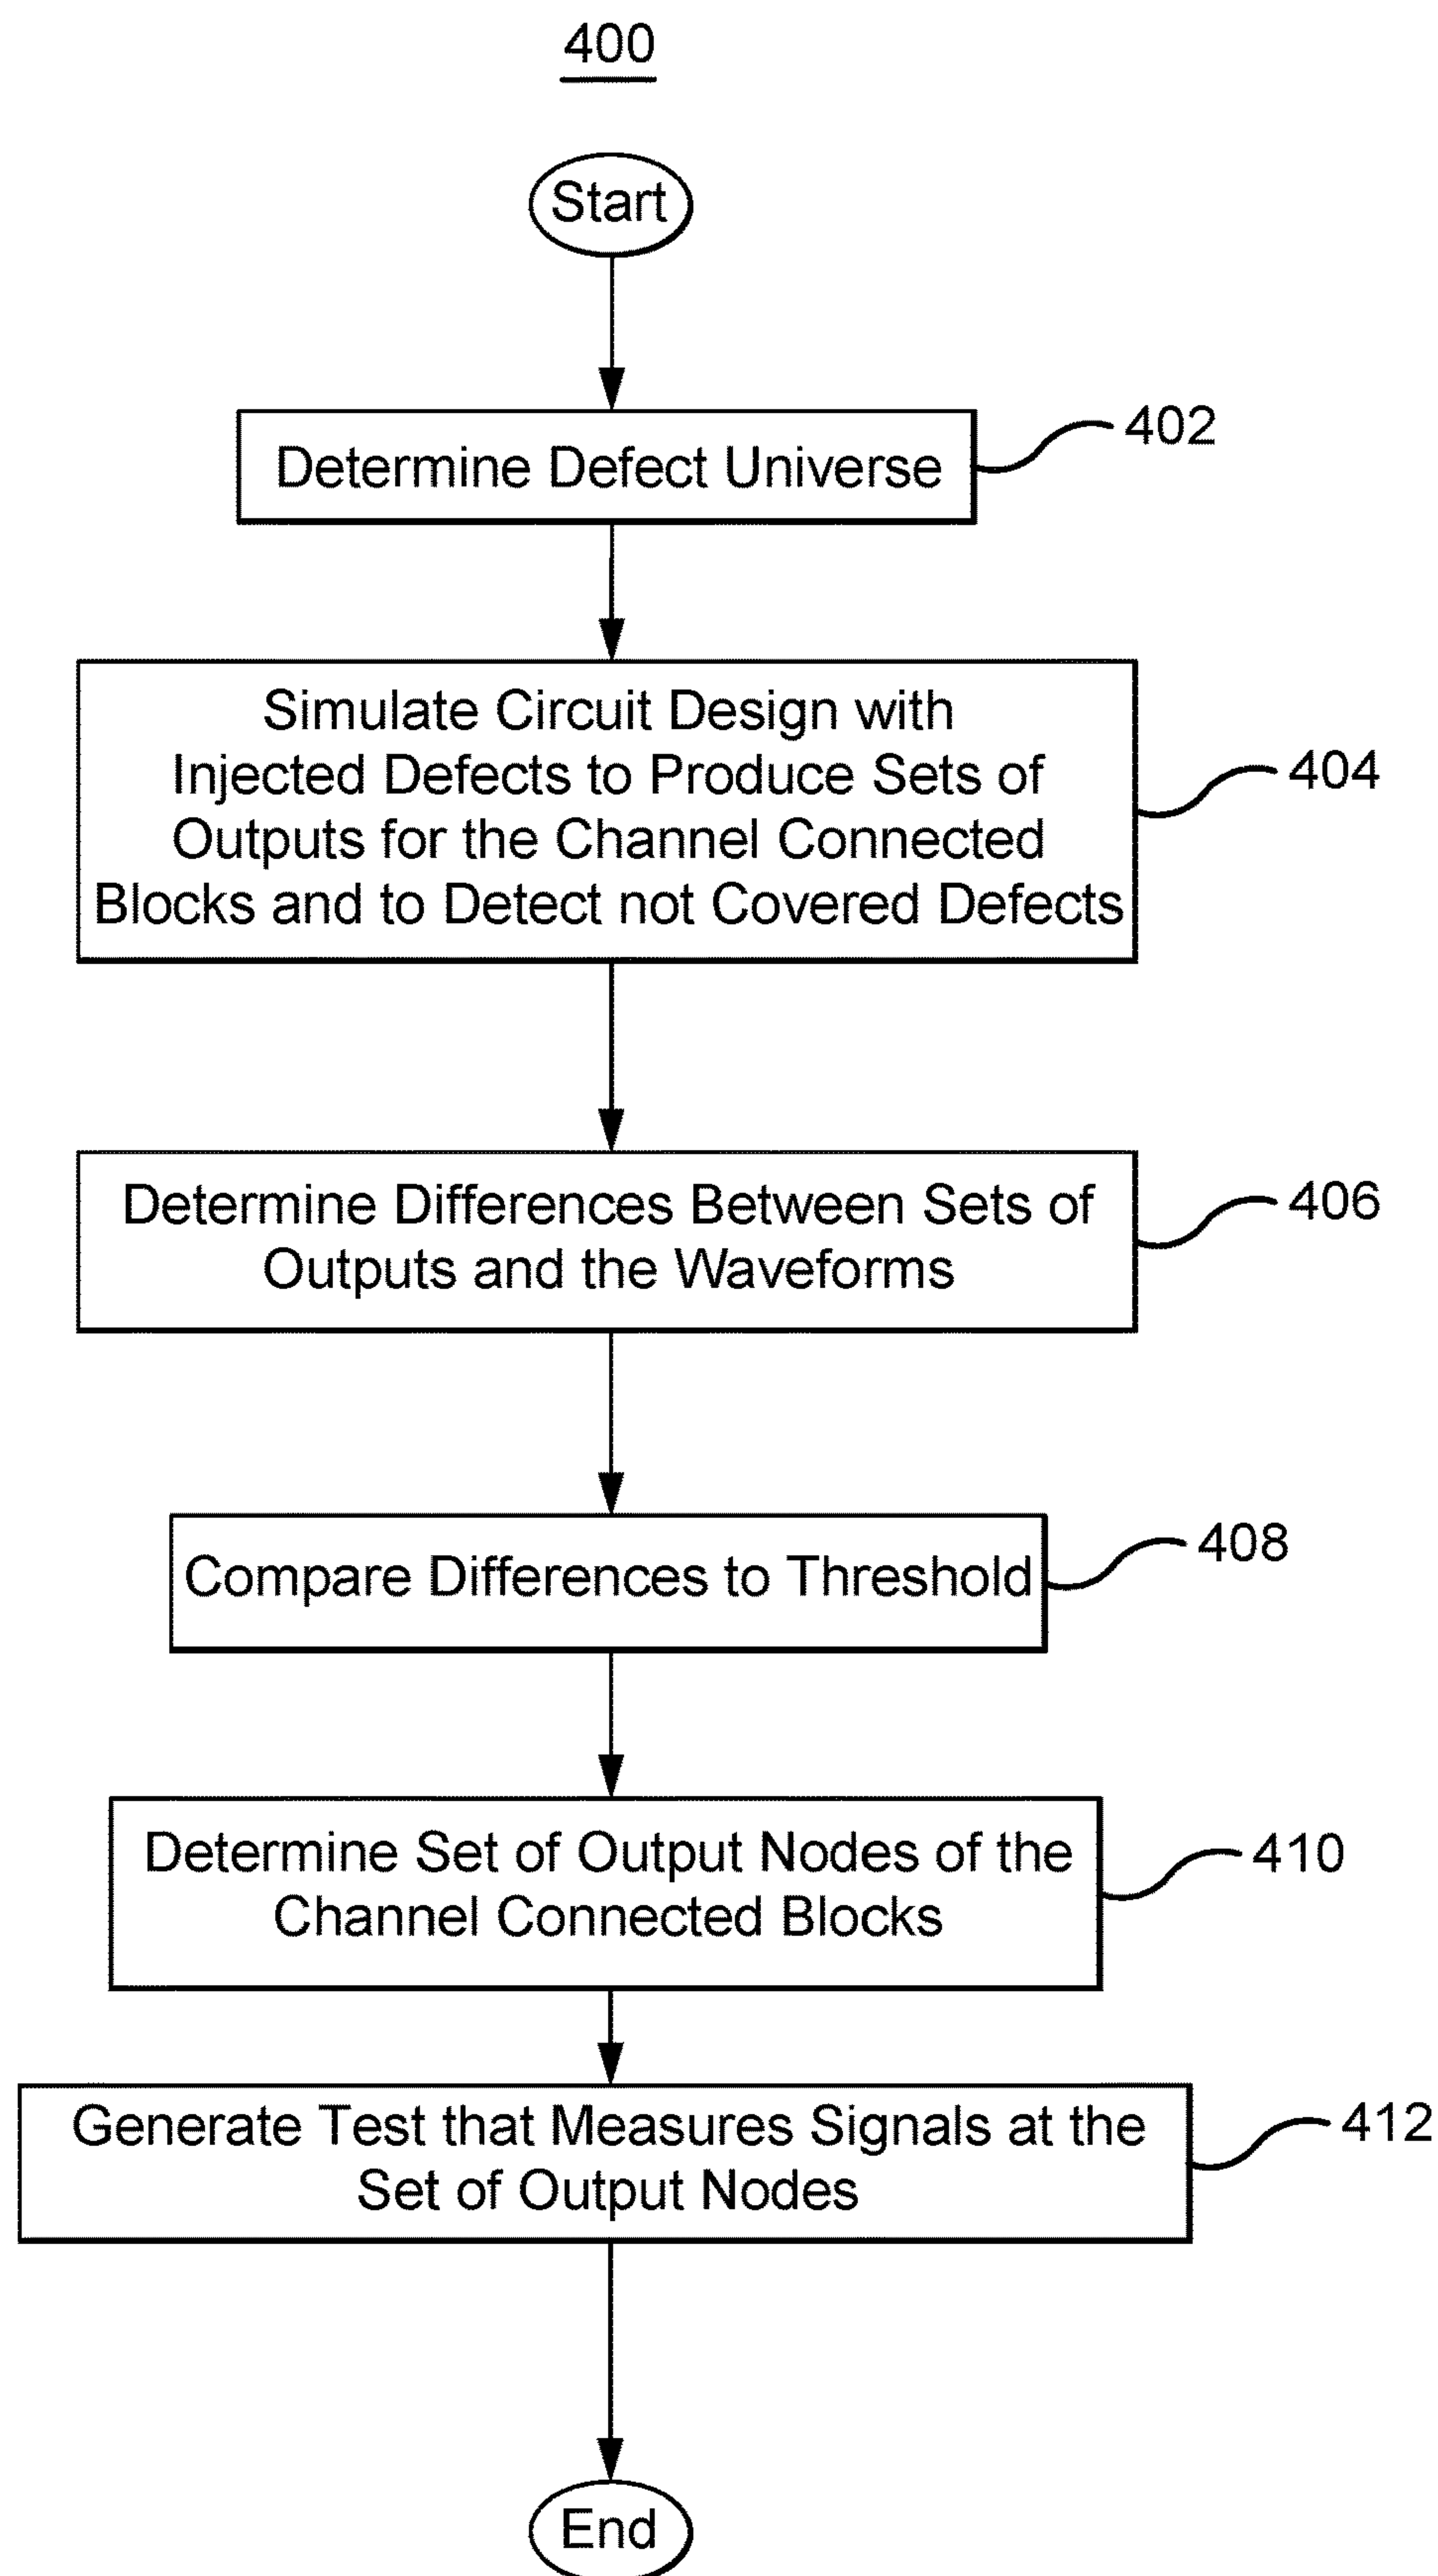 400
Start
Determine Defect Universe
402
Simulate Circuit Design with
Injected Defects to Produce Sets of
Outputs for the Channel Connected
Blocks and to Detect not Covered Defects
404
Determine Differences Between Sets of
Outputs and the Waveforms
406
Compare Differences to Threshold
408
Determine Set of Output Nodes of the
Channel Connected Blocks
410
Generate Test that Measures Signals at the
Set of Output Nodes
412
End